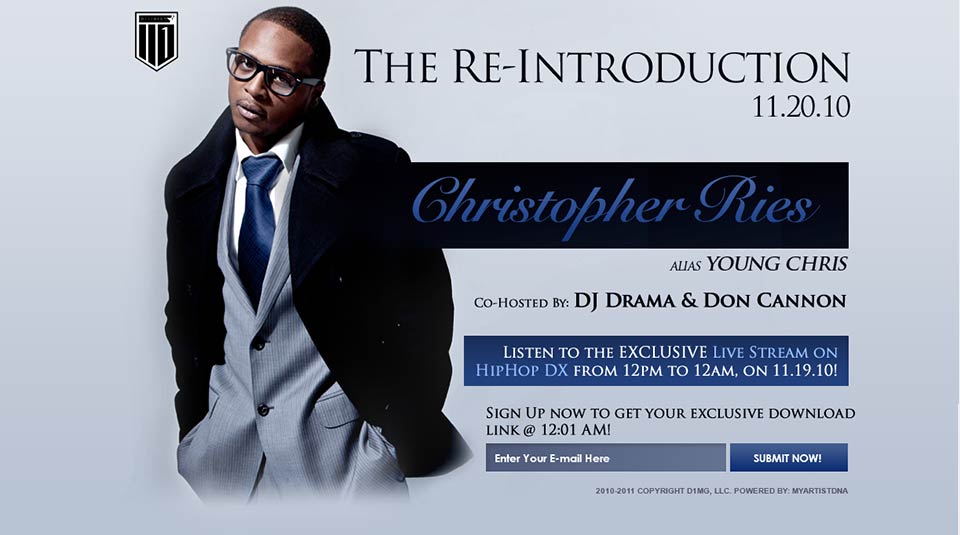 THE RE-INTRODUCTION
11.20.10
Christopher Ries
ALIAS YOUNG CHRIS
CO-HOSTED BY: DJ DRAMA & DON CANNON
LISTEN TO THE EXCLUSIVE LIVE STREAM ON
HIPHOP DX FROM 12PM TO 12AM, ON 11.19.10!
SIGN UP NOW TO GET YOUR EXCLUSIVE DOWNLOAD
LINK @ 12:01 AM!
Enter Your E-mail Here
SUBMIT NOW!
2010-2011 COPYRIGHT D1MG, LLC. POWERED BY: MYARTISTDNA